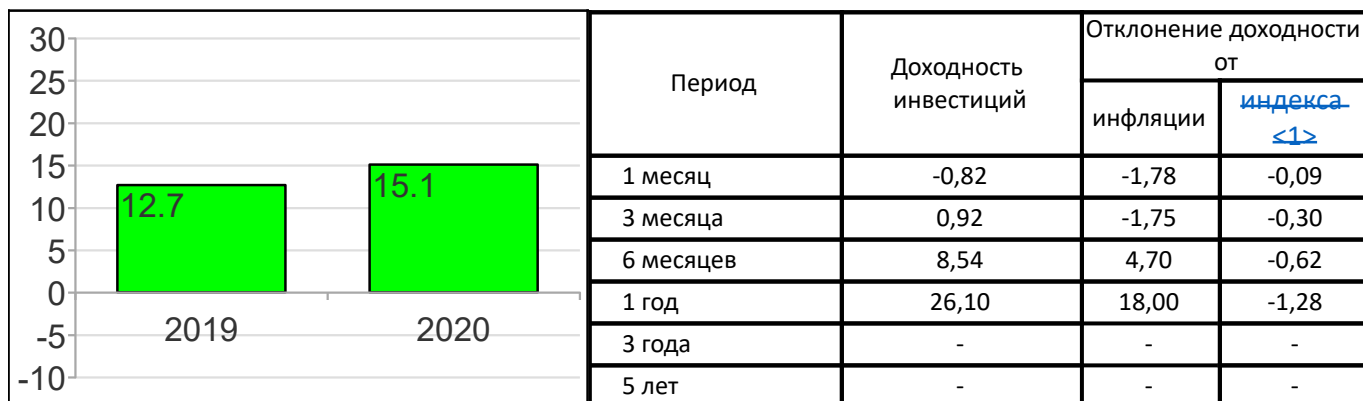 30
25
20
15
10
5
0
-5
-10
12.7
15.1
2019
2020
Период
Доходность
инвестиций
Отклонение доходности
от
инфляции
индекса
<1>
1 месяц -0,82 -1,78 -0,09
3 месяца 0,92 -1,75 -0,30
6 месяцев 8,54 4,70 -0,62
1 год 26,10 18,00 -1,28
3 года - - -
5 лет - - -